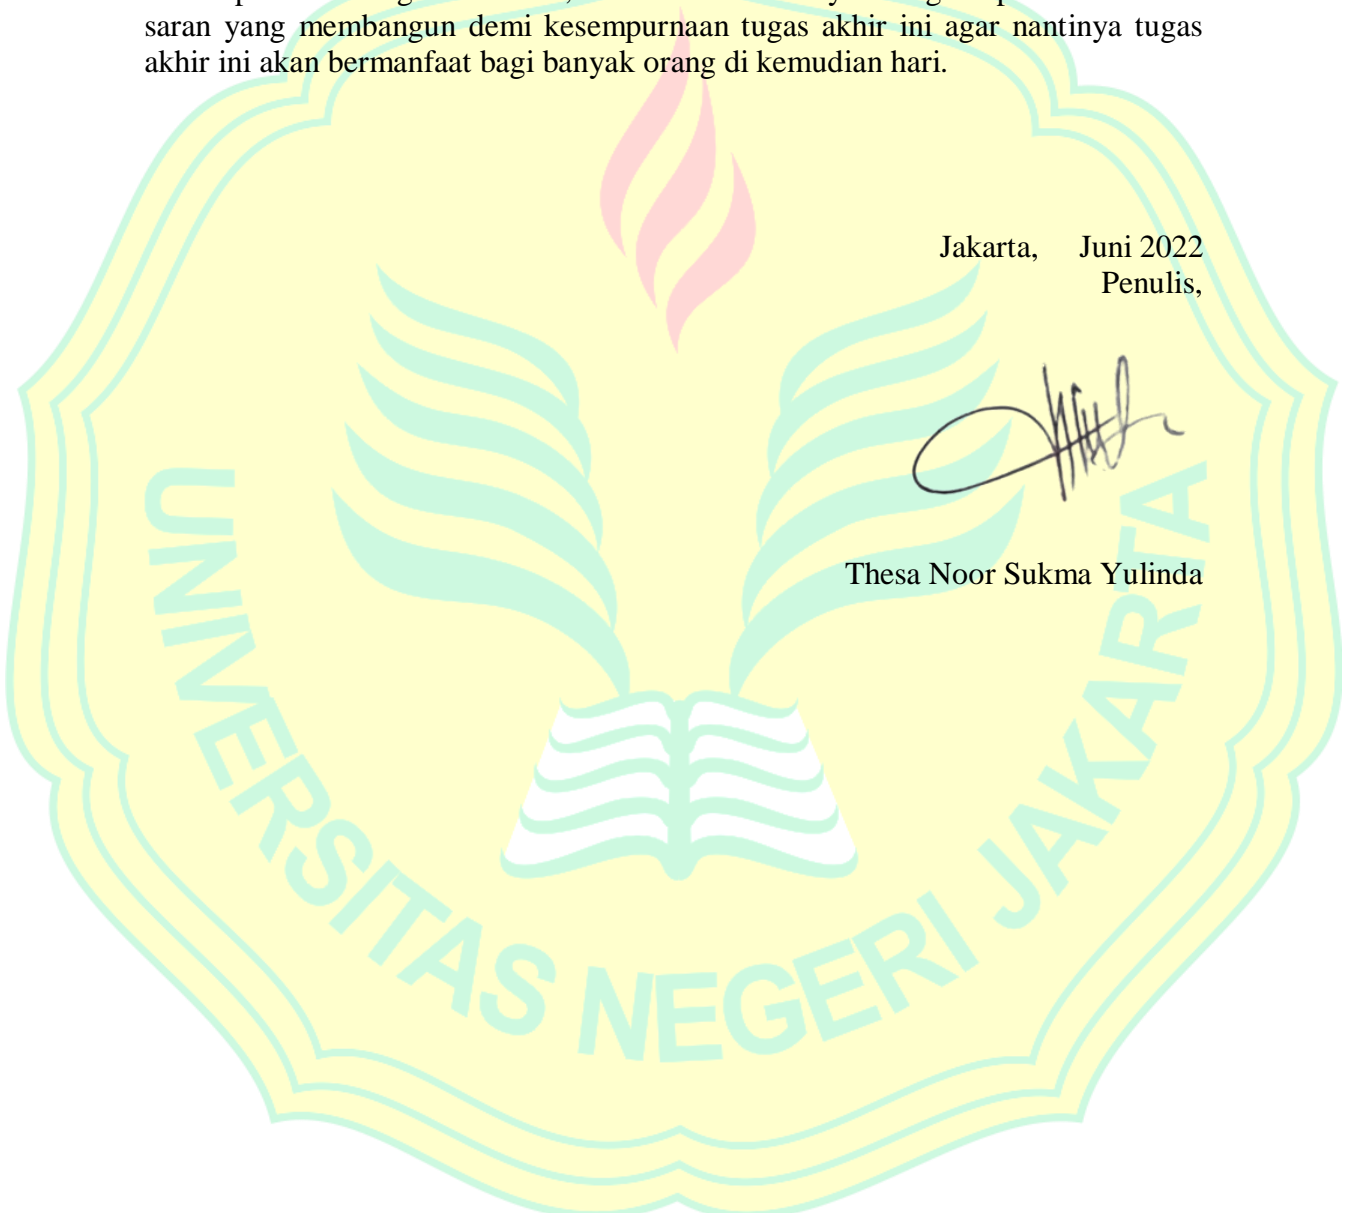 saran yang membangun demi kesempurnaan tugas akhir ini agar nantinya tugas
akhir ini akan bermanfaat bagi banyak orang di kemudian hari.
Jakarta, Juni 2022
Penulis,
Thesa Noor Sukma Yulinda
UNIVERSITAS NEGERI JAKARTA